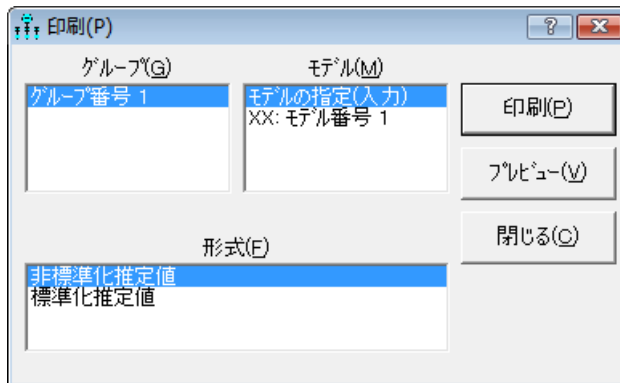 印刷(P)
グループ(G)
モデル(M)
グループ番号 1
モデルの指定(入力)
XX: モデル番号 1
印刷(P)
プレビュー(V)
閉じる(C)
形式(F)
非標準化推定値
標準化推定値